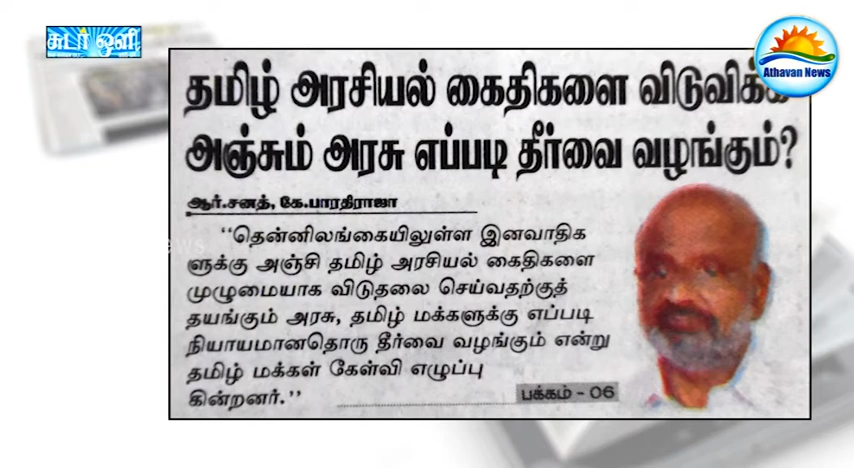 சுடர் ஒளி
Athavan News
தமிழ் அரசியல் கைதிகளை விடுவிக்க
அஞ்சும் அரசு எப்படி தீர்வை வழங்கும்?
ஆர்.சனத், கே.பாரதிராஜா
‘‘தென்னிலங்கையிலுள்ள இனவாதிக
ளுக்கு அஞ்சி தமிழ் அரசியல் கைதிகளை
முழுமையாக விடுதலை செய்வதற்குத்
தயங்கும் அரசு, தமிழ் மக்களுக்கு எப்படி
நியாயமானதொரு தீர்வை வழங்கும் என்று
தமிழ் மக்கள் கேள்வி எழுப்பு
கின்றனர்.’’
பக்கம் - 06